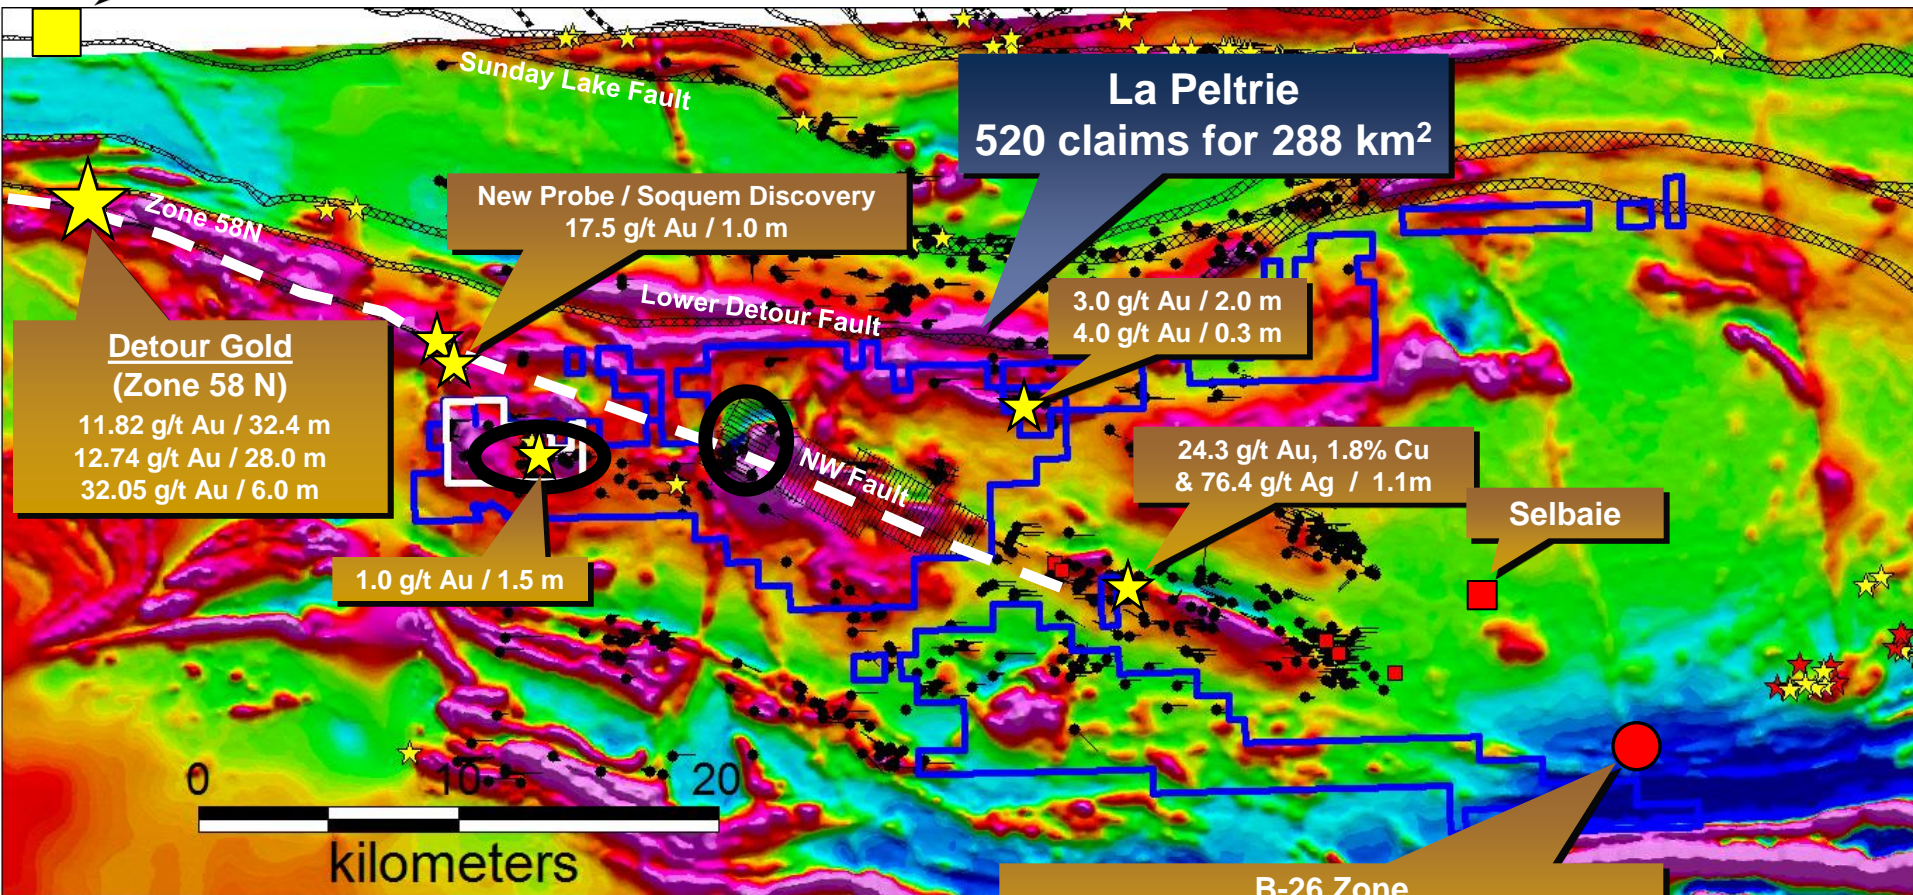 Sunday Lake Fault
La Peltrie
520 claims for 288 km²
New Probe / Soquem Discovery
17.5 g/t Au / 1.0 m
Zone 58N
Lower Detour Fault
3.0 g/t Au / 2.0 m
4.0 g/t Au / 0.3 m
Detour Gold
(Zone 58 N)
11.82 g/t Au / 32.4 m
12.74 g/t Au / 28.0 m
32.05 g/t Au / 6.0 m
NW Fault
24.3 g/t Au, 1.8% Cu
& 76.4 g/t Ag / 1.1m
Selbaie
1.0 g/t Au / 1.5 m
0 10 20
kilometers
B-26 Zone